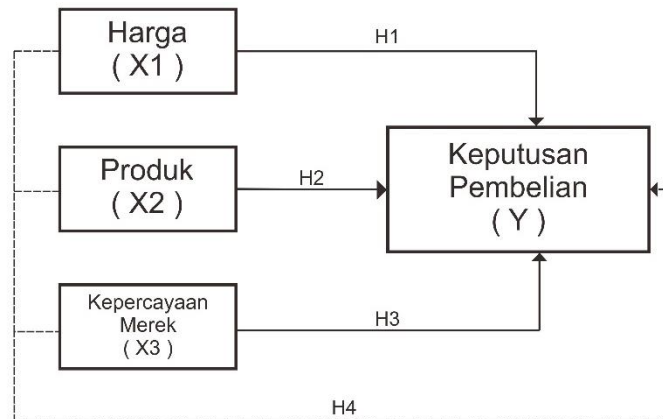 Harga
( X1 )
H1
Produk
( X2 )
H2
Keputusan
Pembelian
( Y )
Kepercayaan
Merek
( X3 )
H3
H4